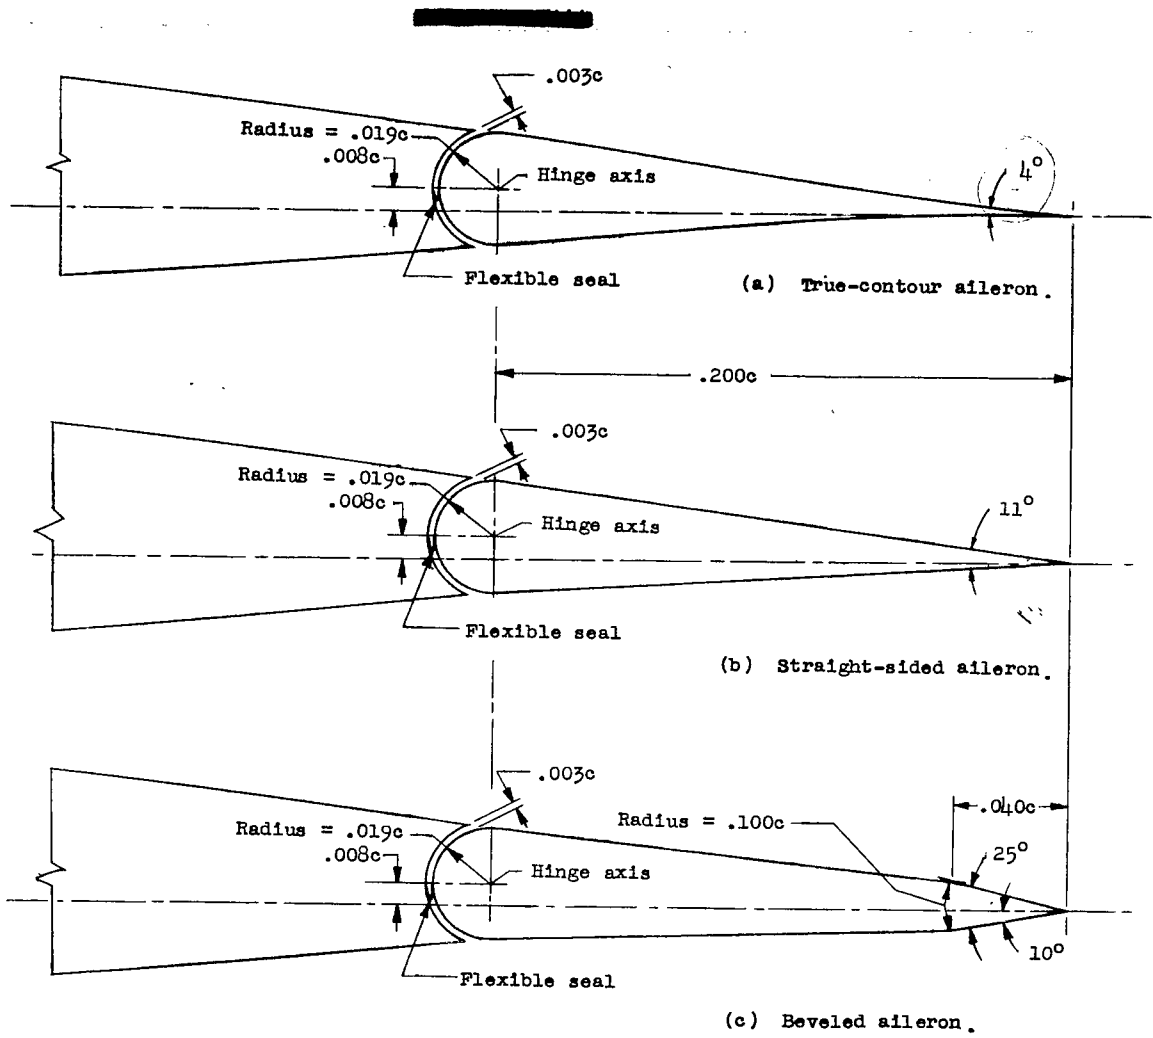 .003c
Radius = .019c
.008c
Hinge axis
4°
Flexible seal
(a) True-contour aileron.
.200c
.003c
Radius = .019c
.008c
Hinge axis
11°
Flexible seal
(b) Straight-sided aileron.
.003c
Radius = .100c
.040c
Radius = .019c
.008c
25°
Hinge axis
10°
Flexible seal
(c) Beveled aileron.